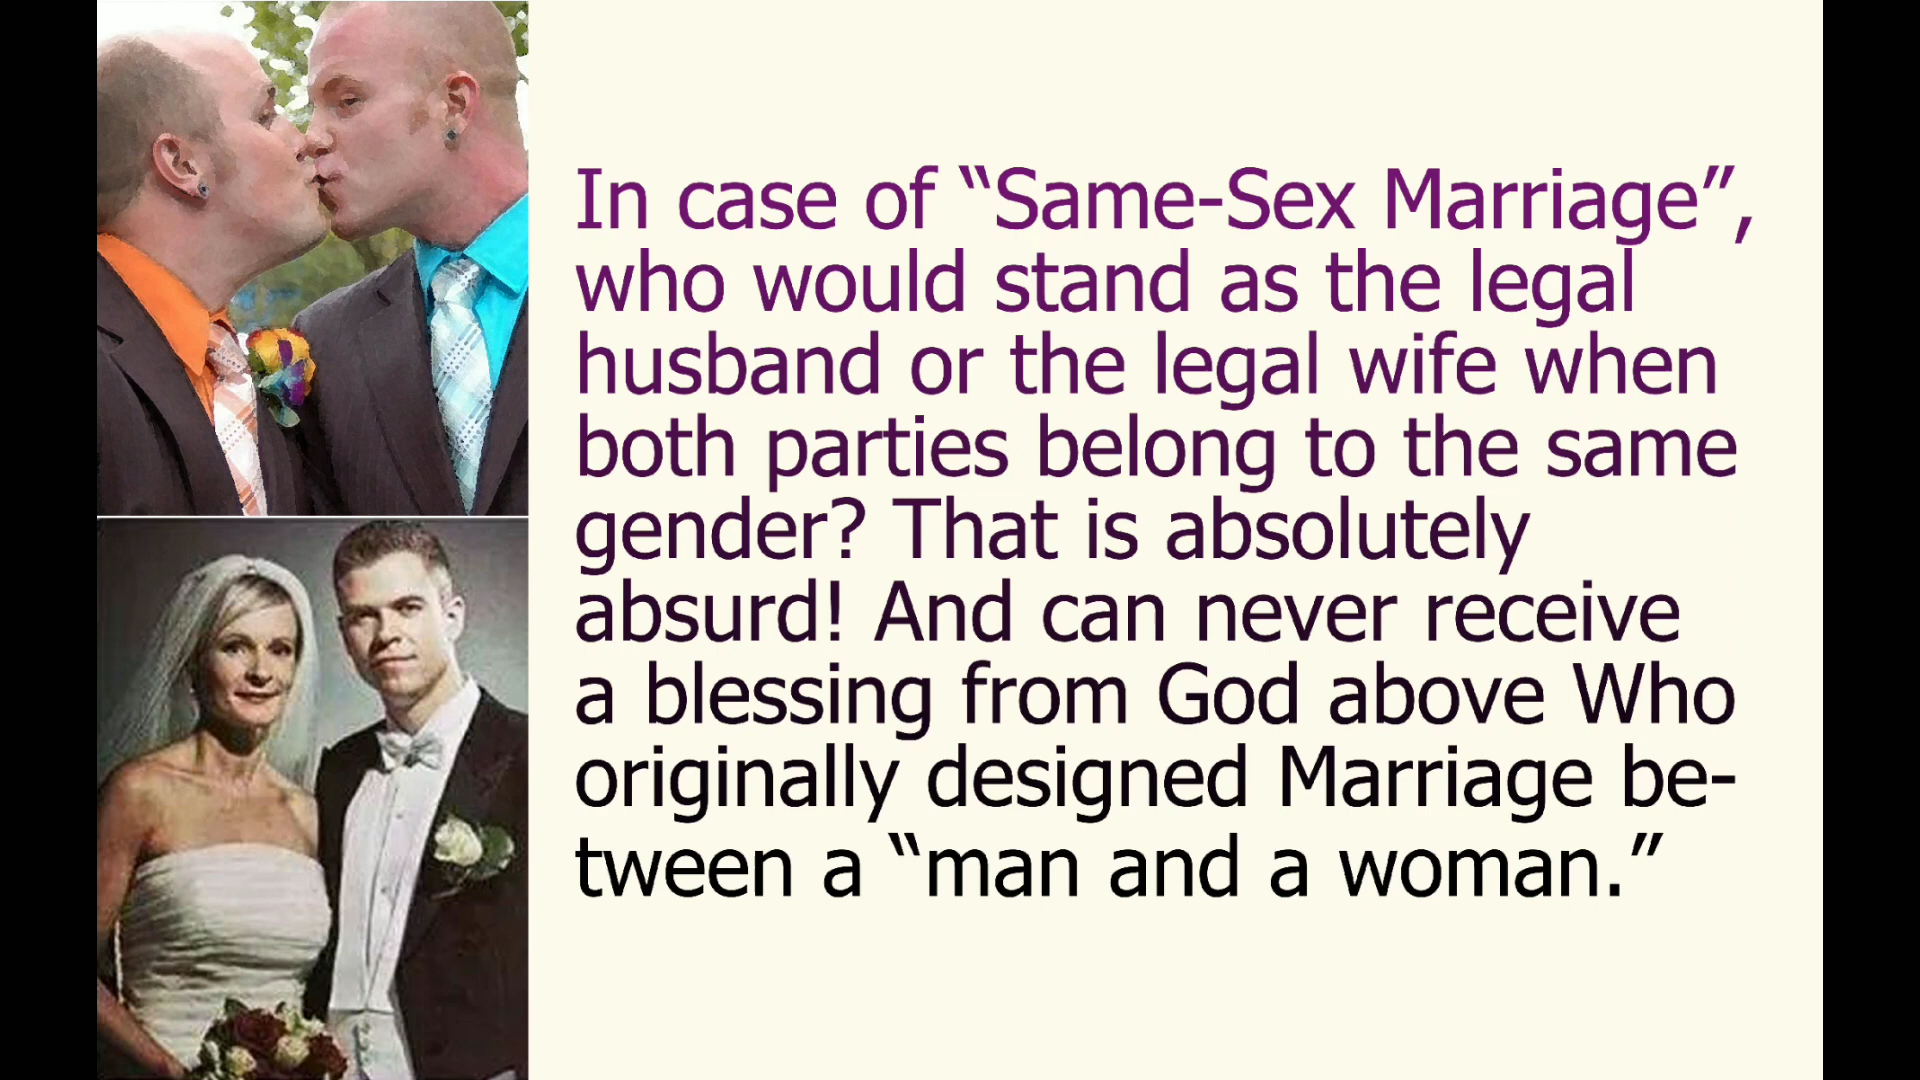 In case of “Same-Sex Marriage”,
who would stand as the legal
husband or the legal wife when
both parties belong to the same
gender? That is absolutely
absurd! And can never receive
a blessing from God above Who
originally designed Marriage be-
tween a “man and a woman.”